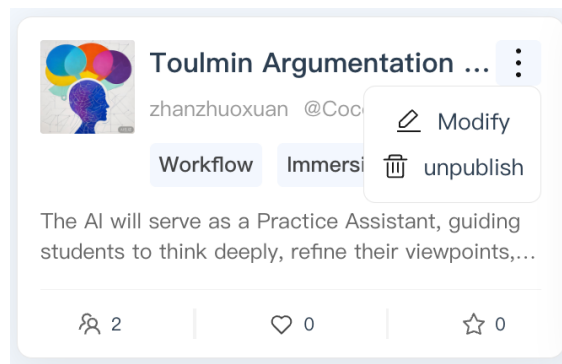 Toulmin Argumentation ...
zhanzhuoxuan @Coc
Modify
Workflow Immersi
unpublish
The AI will serve as a Practice Assistant, guiding
students to think deeply, refine their viewpoints,...
2 0 0